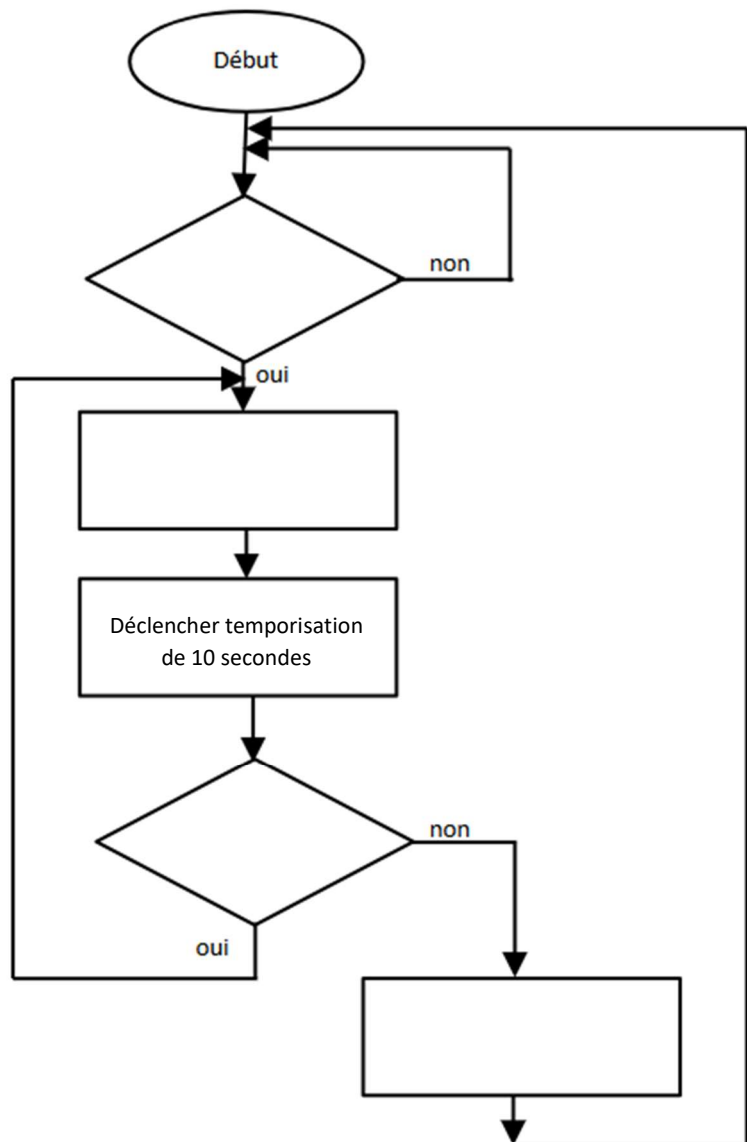 Début
non
oui
Déclencher temporisation
de 10 secondes
non
oui